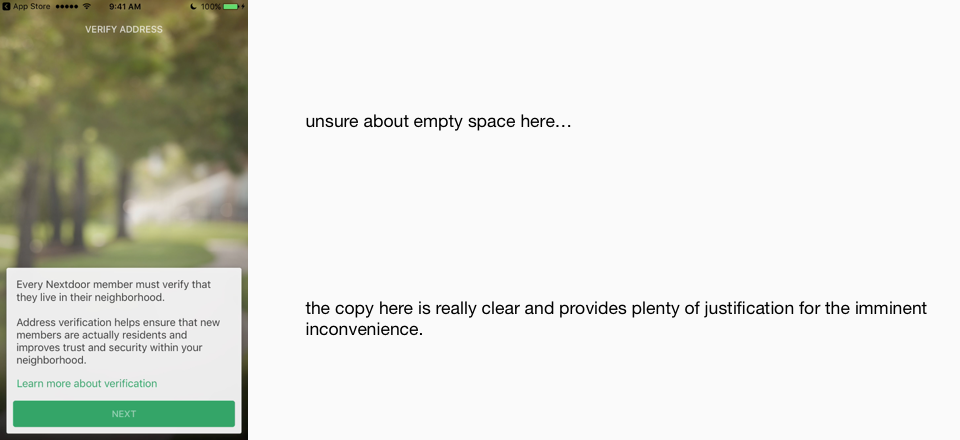 App Store 9:41 AM 100%
VERIFY ADDRESS
unsure about empty space here…
Every Nextdoor member must verify that
they live in their neighborhood.
Address verification helps ensure that new
members are actually residents and
improves trust and security within your
neighborhood.
Learn more about verification
NEXT
the copy here is really clear and provides plenty of justification for the imminent
inconvenience.